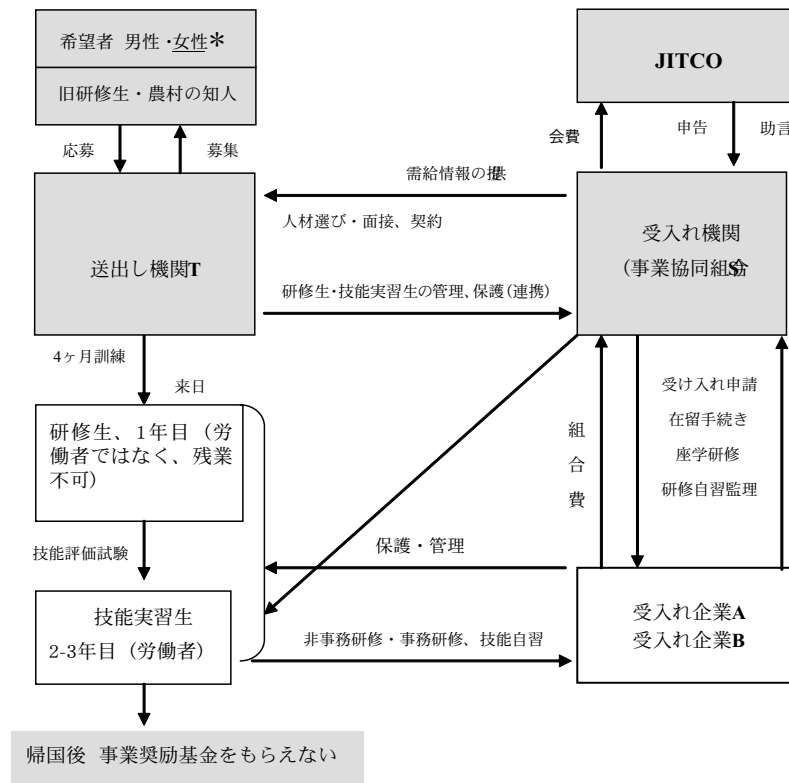 希望者 男性・女性*
旧研修生・農村の知人
JITCO
応募
募集
会費
申告
助言
需給情報の提供
人材選び・面接、契約
送出し機関T
受入れ機関
(事業協同組合S)
研修生・技能実習生の管理、保護(連携)
4ヶ月訓練
来日
受け入れ申請
在留手続き
座学研修
研修自習監理
組
合
費
研修生、1年目（労
働者ではなく、残業
不可）
技能評価試験
保護・管理
技能実習生
2-3年目（労働者）
受入れ企業A
受入れ企業B
非事務研修・事務研修、技能自習
帰国後 事業奨励基金をもらえない